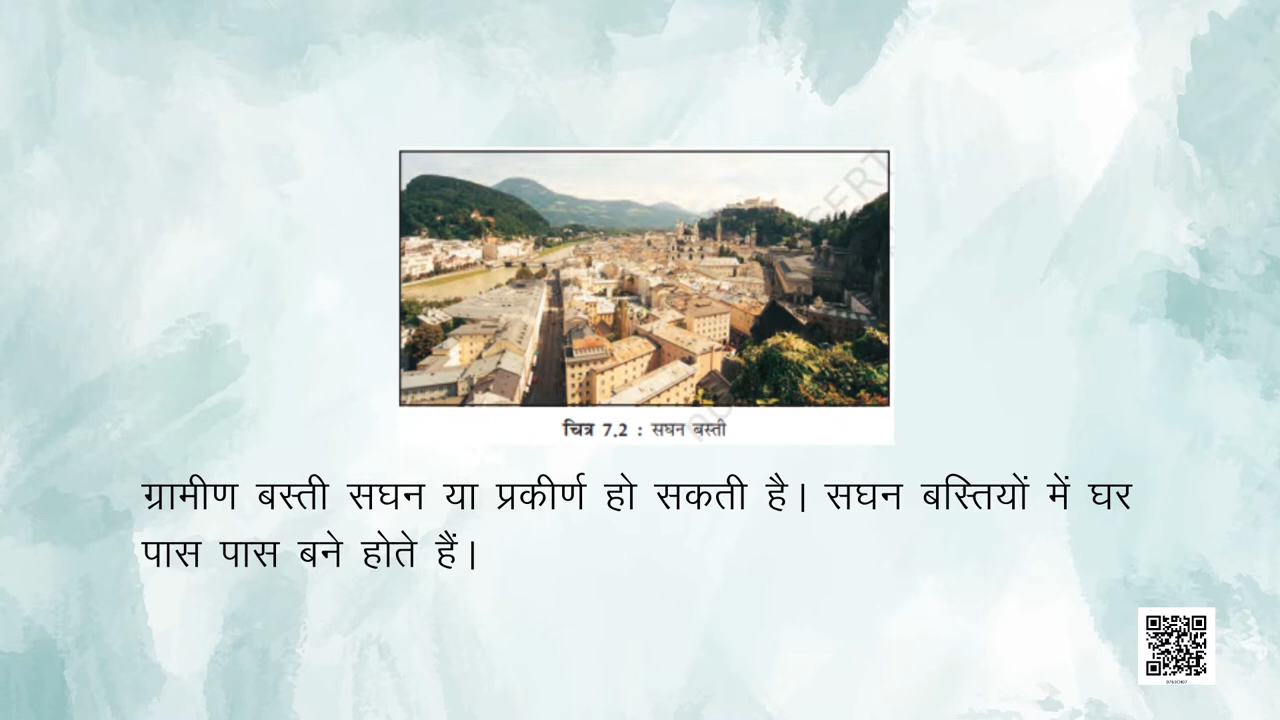 चित्र 7.2 : सघन बस्ती
ग्रामीण बस्ती सघन या प्रकीर्ण हो सकती है| सघन बस्तियों में घर
पास पास बने होते हैं|